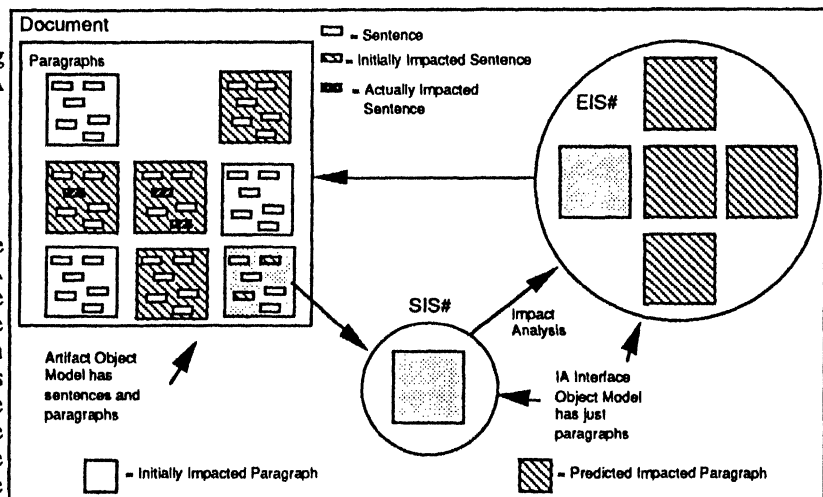 Document
Paragraphs
= Sentence
= Initially Impacted Sentence
= Actually Impacted
Sentence
EIS#
SIS#
Impact
Analysis
Artifact Object
Model has
sentences and
paragraphs
IA Interface
Object Model
has just
paragraphs
= Initially Impacted Paragraph
= Predicted Impacted Paragraph